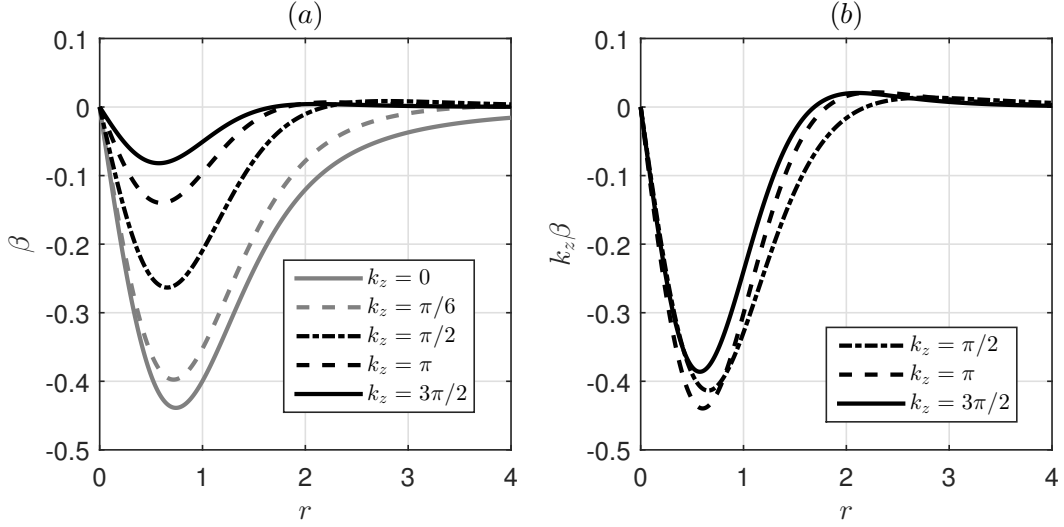 (a)
0.1
0
-0.1
-0.2
-0.3
-0.4
-0.5
β
k_z = 0
k_z = π/6
k_z = π/2
k_z = π
k_z = 3π/2
0 1 2 3 4
r
(b)
0.1
0
-0.1
-0.2
-0.3
-0.4
-0.5
k_zβ
k_z = π/2
k_z = π
k_z = 3π/2
0 1 2 3 4
r